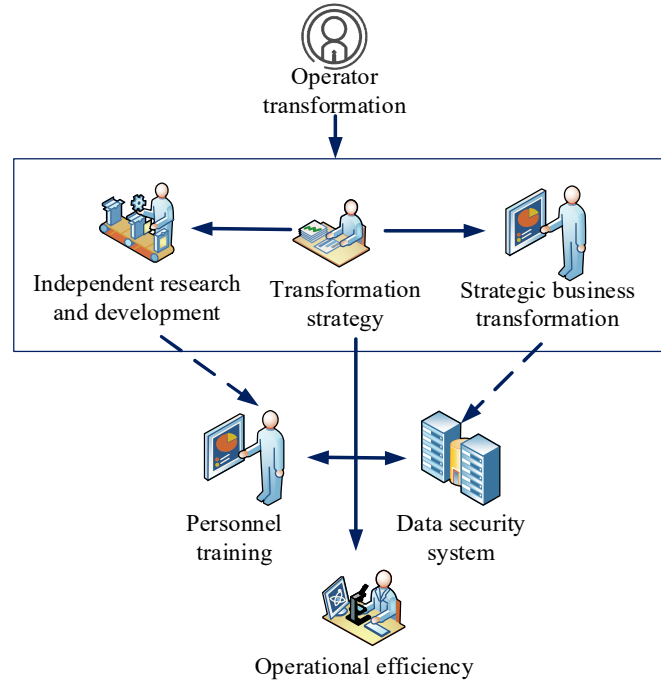 Operator
transformation
Independent research
and development
Transformation
strategy
Strategic business
transformation
Personnel
training
Data security
system
Operational efficiency